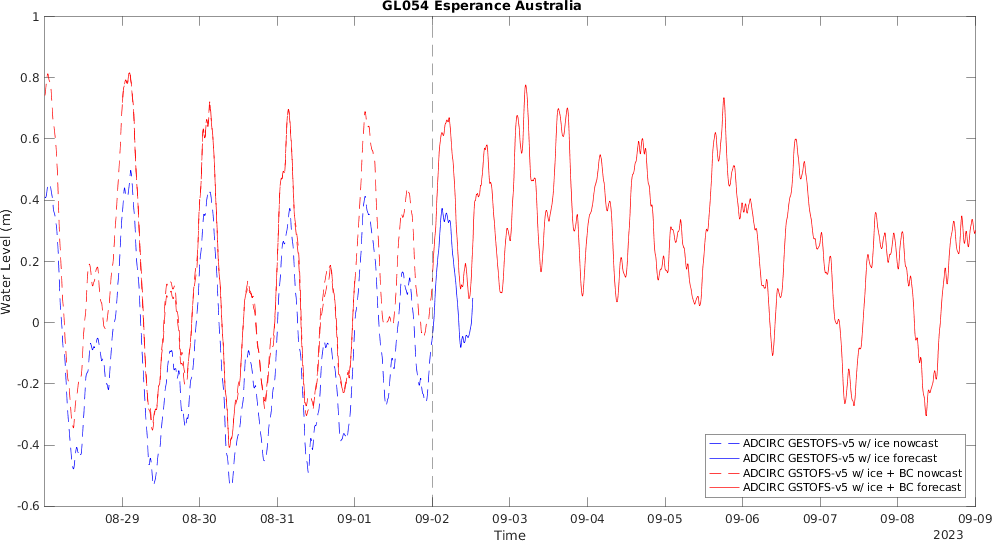 GL054 Esperance Australia
Water Level (m)
1
0.8
0.6
0.4
0.2
0
-0.2
-0.4
-0.6
ADCIRC GESTOFS-v5 w/ ice nowcast
ADCIRC GESTOFS-v5 w/ ice forecast
ADCIRC GSTOFS-v5 w/ ice + BC nowcast
ADCIRC GSTOFS-v5 w/ ice + BC forecast
08-29 08-30 08-31 09-01 09-02 09-03 09-04 09-05 09-06 09-07 09-08 09-09
Time
2023